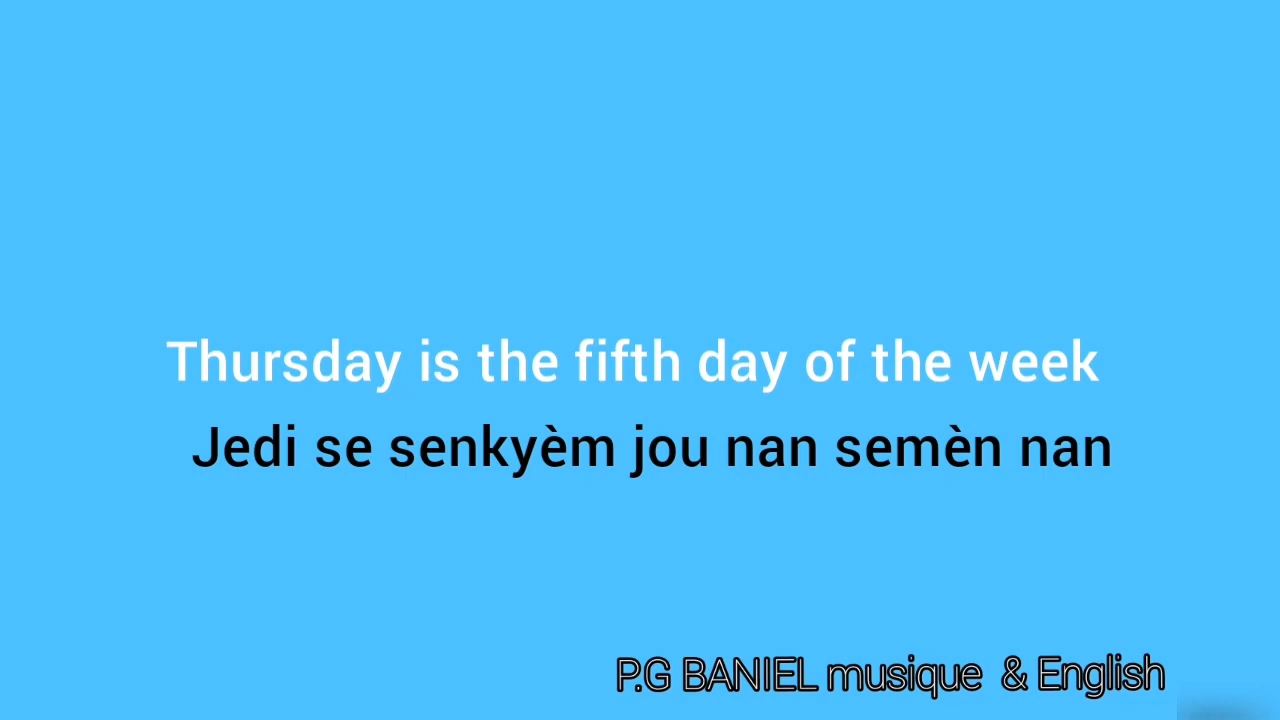 Thursday is the fifth day of the week
Jedi se senkyèm jou nan semèn nan
P.G BANIEL musique & English